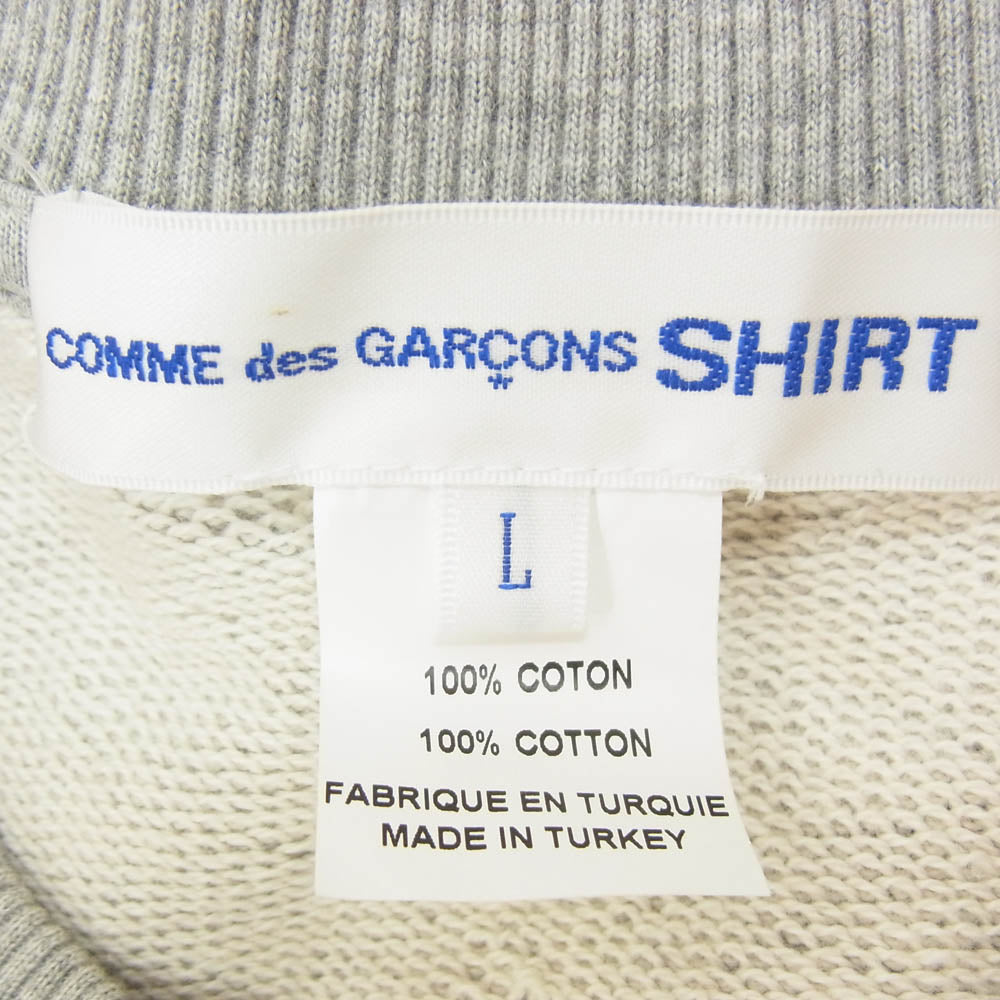 COMME des GARÇONS SHIRT
L
100% COTON
100% COTTON
FABRIQUE EN TURQUIE
MADE IN TURKEY